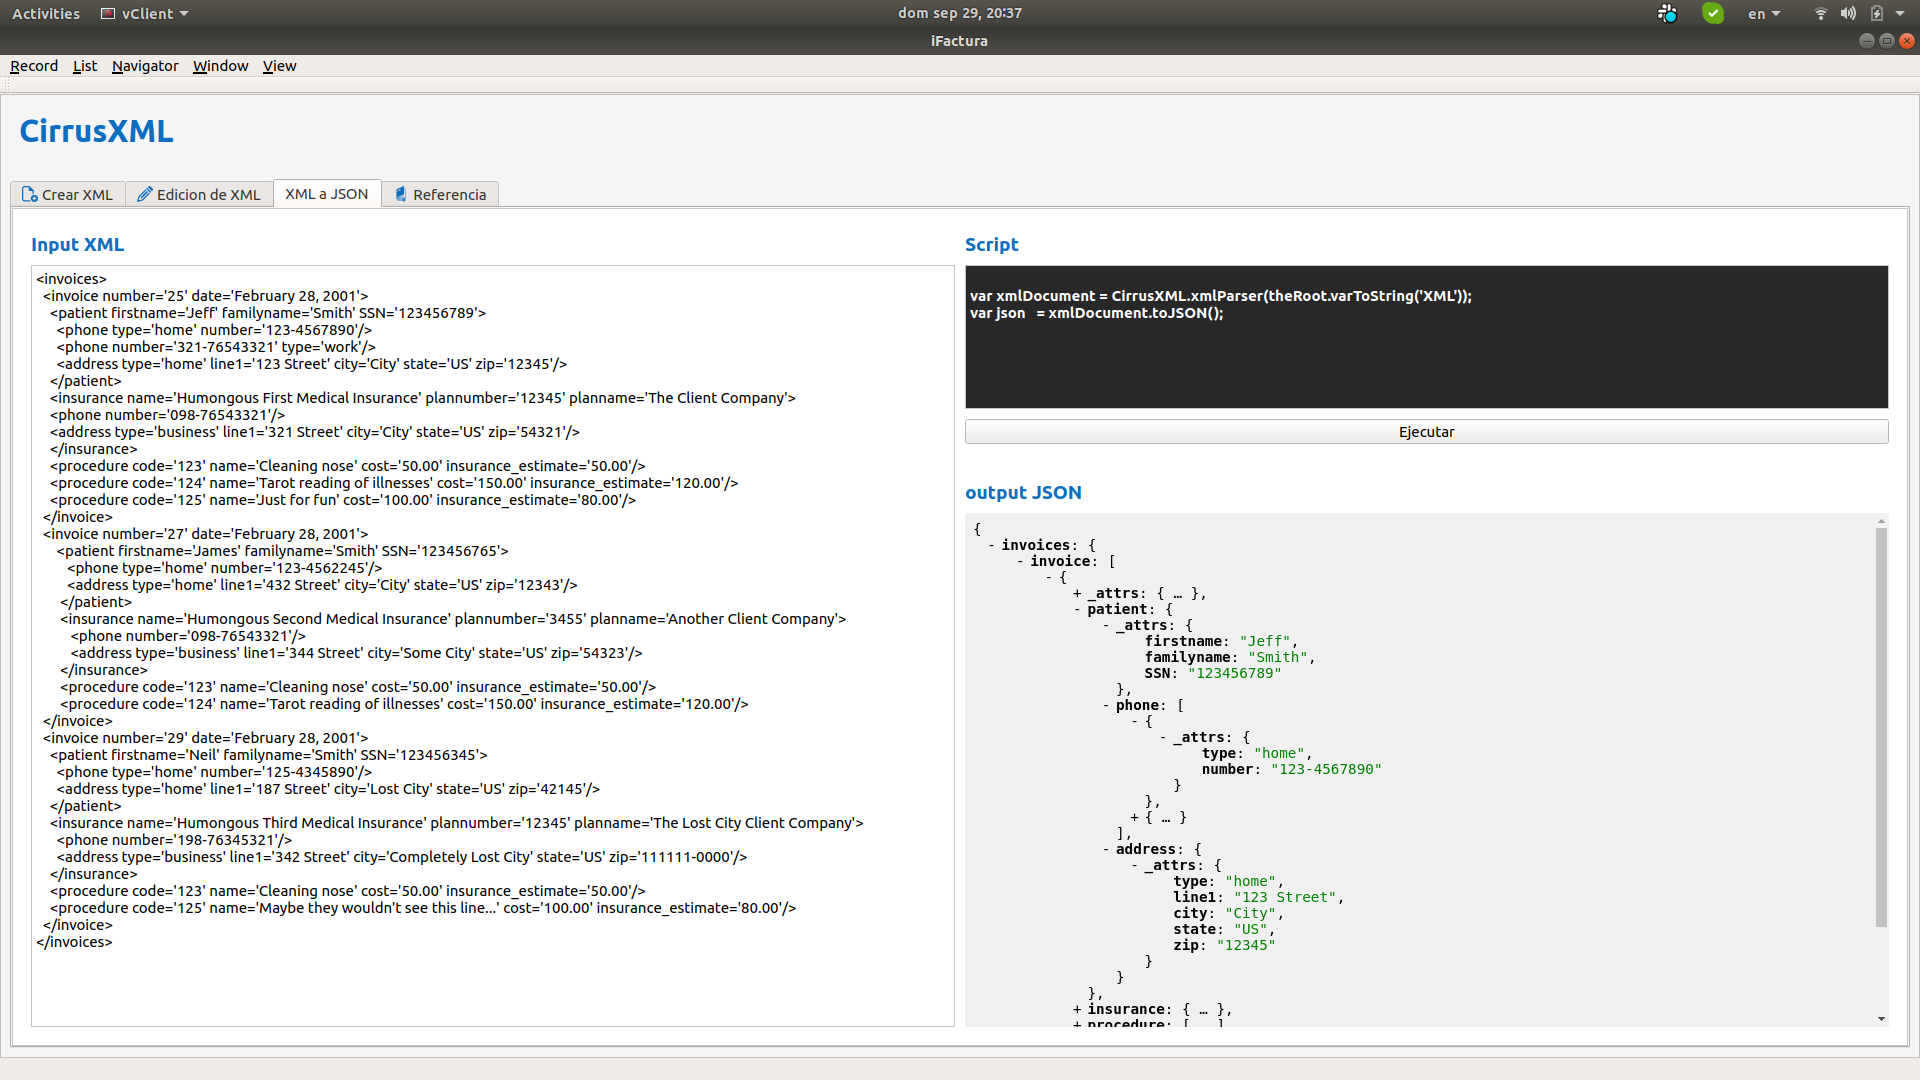 Activities vClient dom sep 29, 20:37 en
iFactura
Record List Navigator Window View
CirrusXML
Crear XML Edicion de XML XML a JSON Referencia
Input XML
<invoices>
<invoice number='25' date='February 28, 2001'>
<patient firstname='Jeff' familyname='Smith' SSN='123456789'>
<phone type='home' number='123-4567890'/>
<phone number='321-76543321' type='work'/>
<address type='home' line1='123 Street' city='City' state='US' zip='12345'/>
</patient>
<insurance name='Humongous First Medical Insurance' plannumber='12345' planname='The Client Company'>
<phone number='098-76543321'/>
<address type='business' line1='321 Street' city='City' state='US' zip='54321'/>
</insurance>
<procedure code='123' name='Cleaning nose' cost='50.00' insurance_estimate='50.00'/>
<procedure code='124' name='Tarot reading of illnesses' cost='150.00' insurance_estimate='120.00'/>
<procedure code='125' name='Just for fun' cost='100.00' insurance_estimate='80.00'/>
</invoice>
<invoice number='27' date='February 28, 2001'>
<patient firstname='James' familyname='Smith' SSN='123456765'>
<phone type='home' number='123-4562245'/>
<address type='home' line1='432 Street' city='City' state='US' zip='12343'/>
</patient>
<insurance name='Humongous Second Medical Insurance' plannumber='3455' planname='Another Client Company'>
<phone number='098-76543321'/>
<address type='business' line1='344 Street' city='Some City' state='US' zip='54323'/>
</insurance>
<procedure code='123' name='Cleaning nose' cost='50.00' insurance_estimate='50.00'/>
<procedure code='124' name='Tarot reading of illnesses' cost='150.00' insurance_estimate='120.00'/>
</invoice>
<invoice number='29' date='February 28, 2001'>
<patient firstname='Neil' familyname='Smith' SSN='123456345'>
<phone type='home' number='125-4345890'/>
<address type='home' line1='187 Street' city='Lost City' state='US' zip='42145'/>
</patient>
<insurance name='Humongous Third Medical Insurance' plannumber='12345' planname='The Lost City Client Company'>
<phone number='198-76345321'/>
<address type='business' line1='342 Street' city='Completely Lost City' state='US' zip='111111-0000'/>
</insurance>
<procedure code='123' name='Cleaning nose' cost='50.00' insurance_estimate='50.00'/>
<procedure code='125' name='Maybe they wouldn't see this line...' cost='100.00' insurance_estimate='80.00'/>
</invoice>
</invoices>
Script
var xmlDocument = CirrusXML.xmlParser(theRoot.varToString('XML'));
var json = xmlDocument.toJSON();
Ejecutar
output JSON
{
- invoices: {
- invoice: [
- {
+ _attrs: { … },
- patient: {
- _attrs: {
firstname: "Jeff",
familyname: "Smith",
SSN: "123456789"
},
- phone: [
- {
- _attrs: {
type: "home",
number: "123-4567890"
}
},
+ { … }
],
- address: {
- _attrs: {
type: "home",
line1: "123 Street",
city: "City",
state: "US",
zip: "12345"
}
}
},
+ insurance: { … },
+ procedure: [ … ]